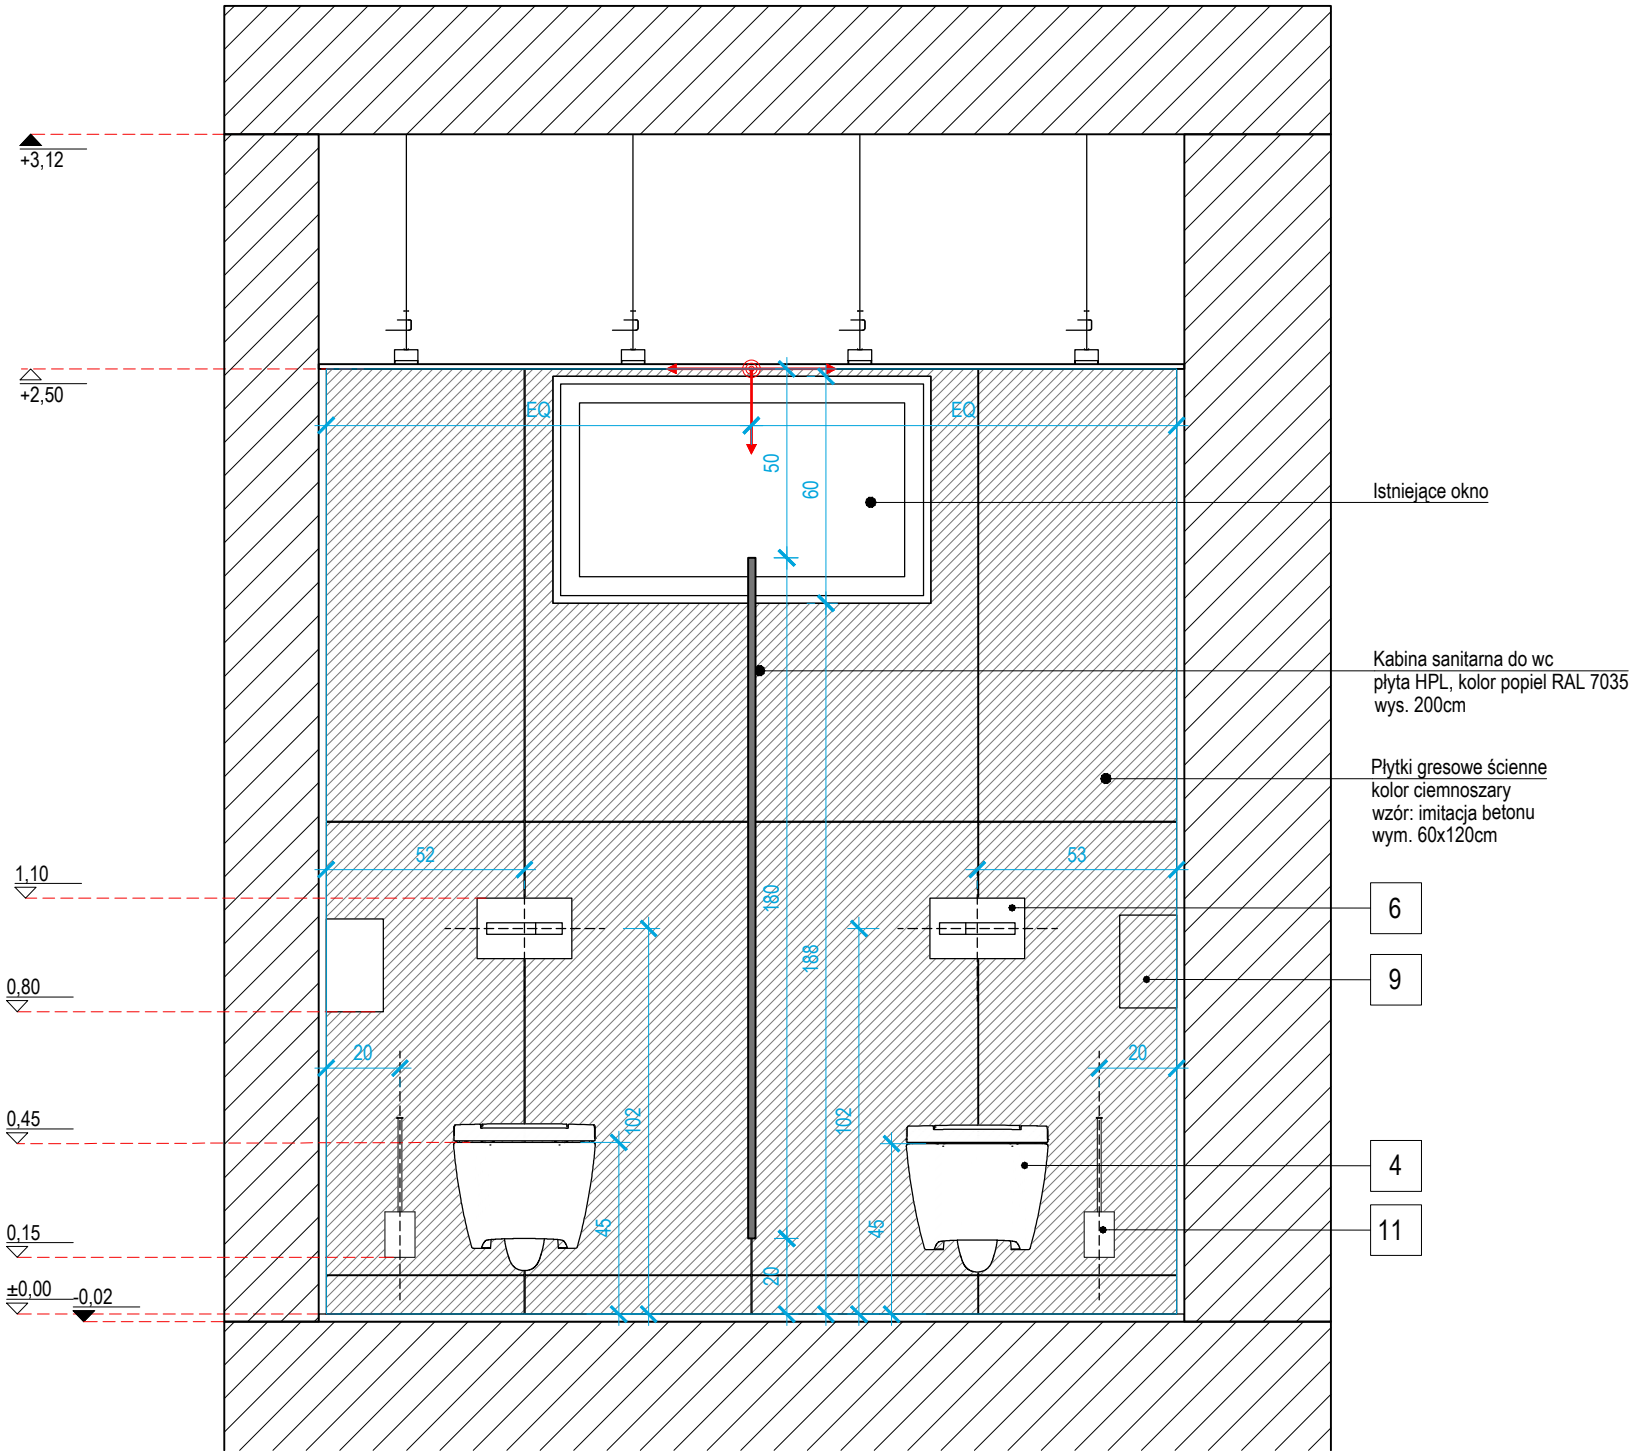 +3,12
+2,50
EQ
EQ
50
60
Istniejące okno
Kabina sanitarna do wc
płyta HPL, kolor popiel RAL 7035
wys. 200cm
Płytki gresowe ścienne
kolor ciemnoszary
wzór: imitacja betonu
wym. 60x120cm
52
53
1,10
180
6
188
9
0,80
20
20
102
102
0,45
4
45
45
11
0,15
20
±0,00
-0,02